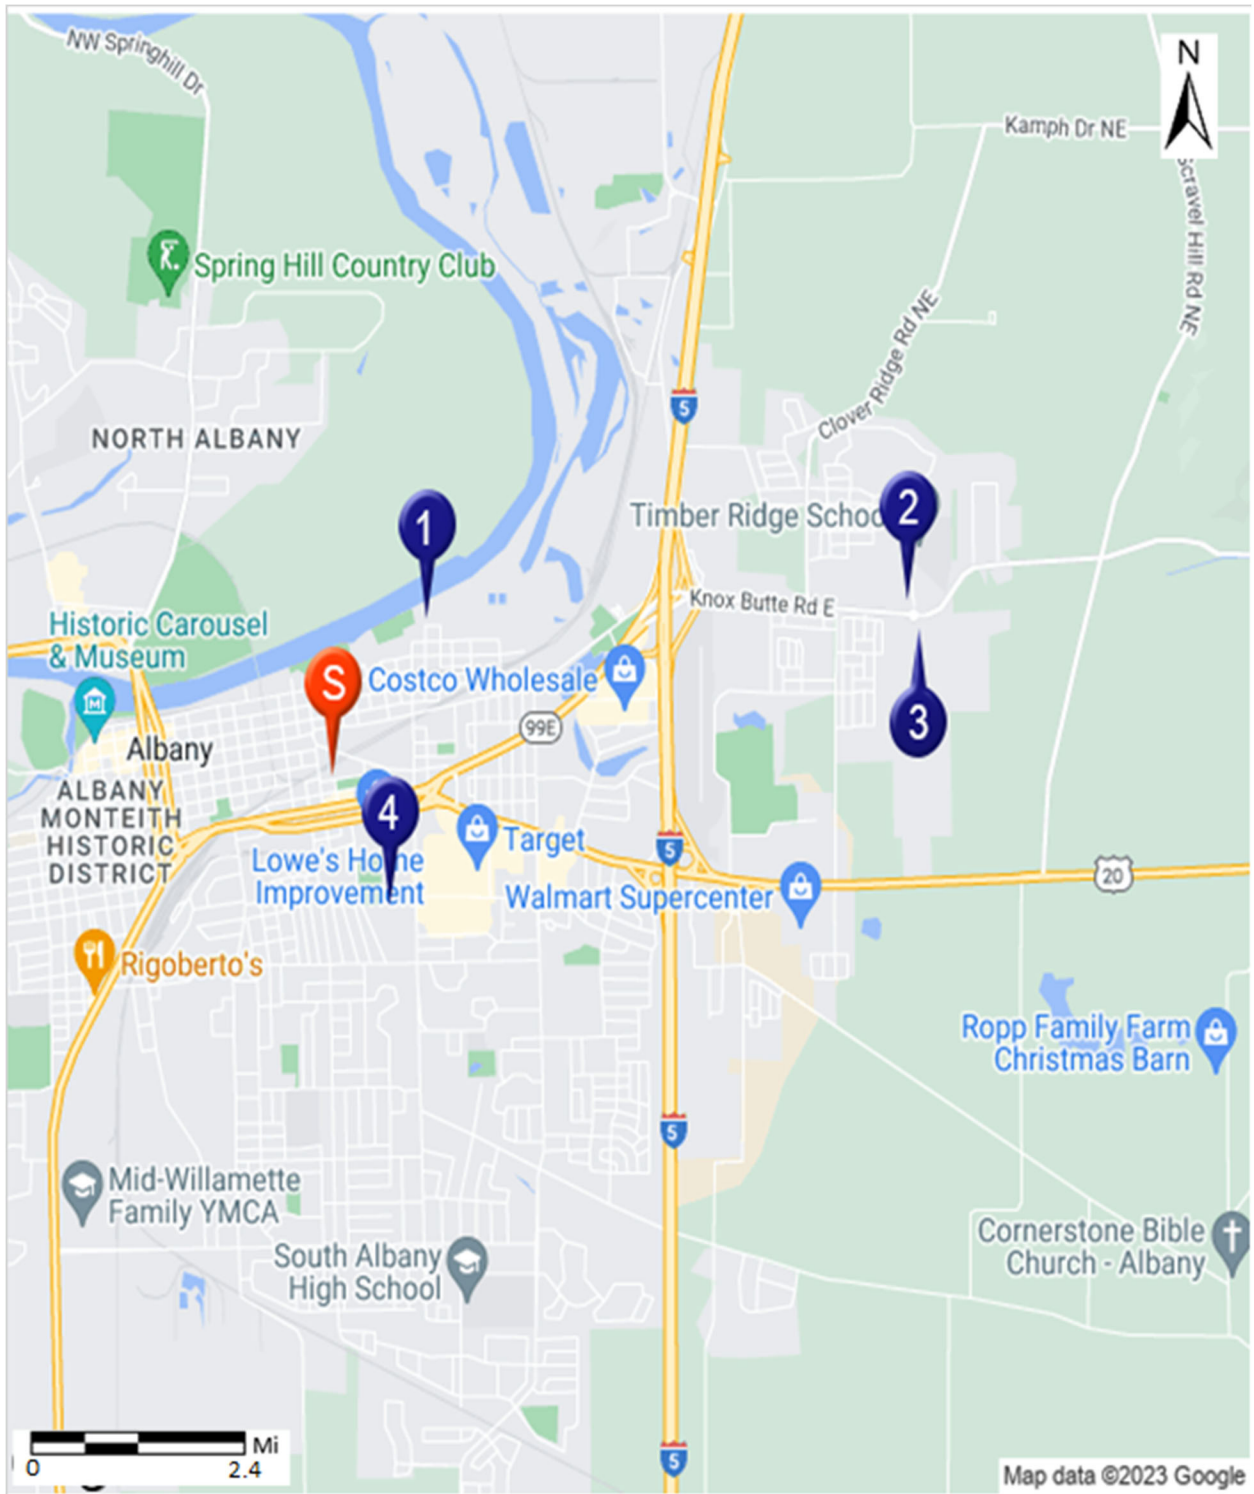 NW Springhill Dr
N
Kamph Dr NE
Scravel Hill Rd NE
Spring Hill Country Club
Clover Ridge Rd NE
5
NORTH ALBANY
1
2
Timber Ridge Schoo
Knox Butte Rd E
Historic Carousel
& Museum
S
Costco Wholesale
3
99E
M
Albany
ALBANY
MONTEITH
HISTORIC
DISTRICT
4
Target
5
Lowe's Home
Improvement
Walmart Supercenter
20
Rigoberto's
Ropp Family Farm
Christmas Barn
5
Mid-Willamette
Family YMCA
South Albany
High School
Cornerstone Bible
Church - Albany
5
Mi
0
2.4
Map data ©2023 Google